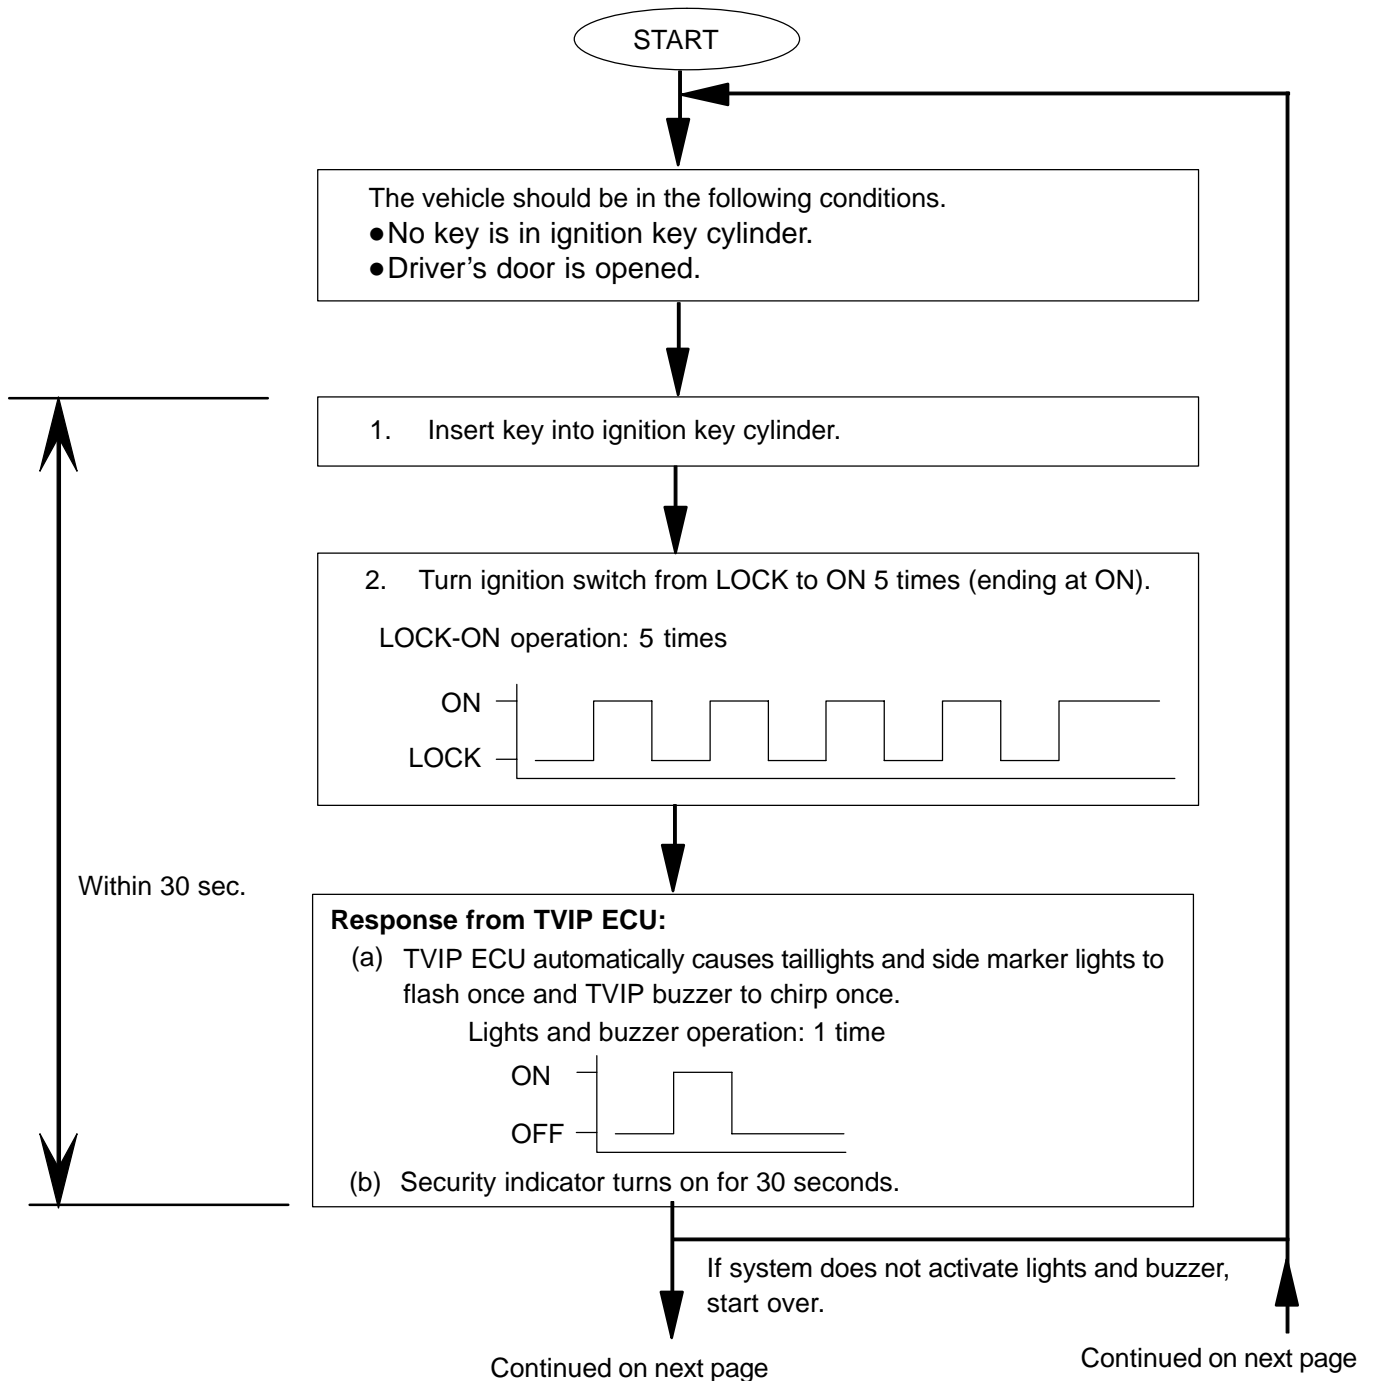 START
The vehicle should be in the following conditions.
●No key is in ignition key cylinder.
●Driver’s door is opened.
1. Insert key into ignition key cylinder.
2. Turn ignition switch from LOCK to ON 5 times (ending at ON).
LOCK-ON operation: 5 times
ON
LOCK
Within 30 sec.
Response from TVIP ECU:
(a) TVIP ECU automatically causes taillights and side marker lights to
flash once and TVIP buzzer to chirp once.
Lights and buzzer operation: 1 time
ON
OFF
(b) Security indicator turns on for 30 seconds.
If system does not activate lights and buzzer,
start over.
Continued on next page
Continued on next page